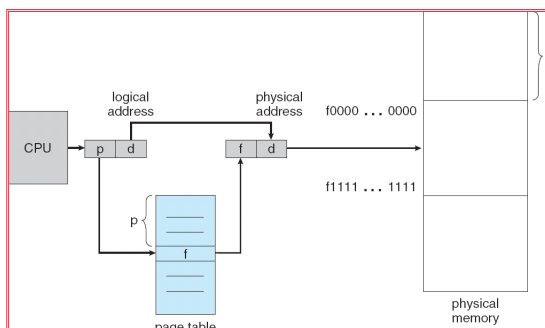 logical
address
physical
address
f0000 ... 0000
CPU
p d
f d
f1111 ... 1111
p
f
page table
physical
memory